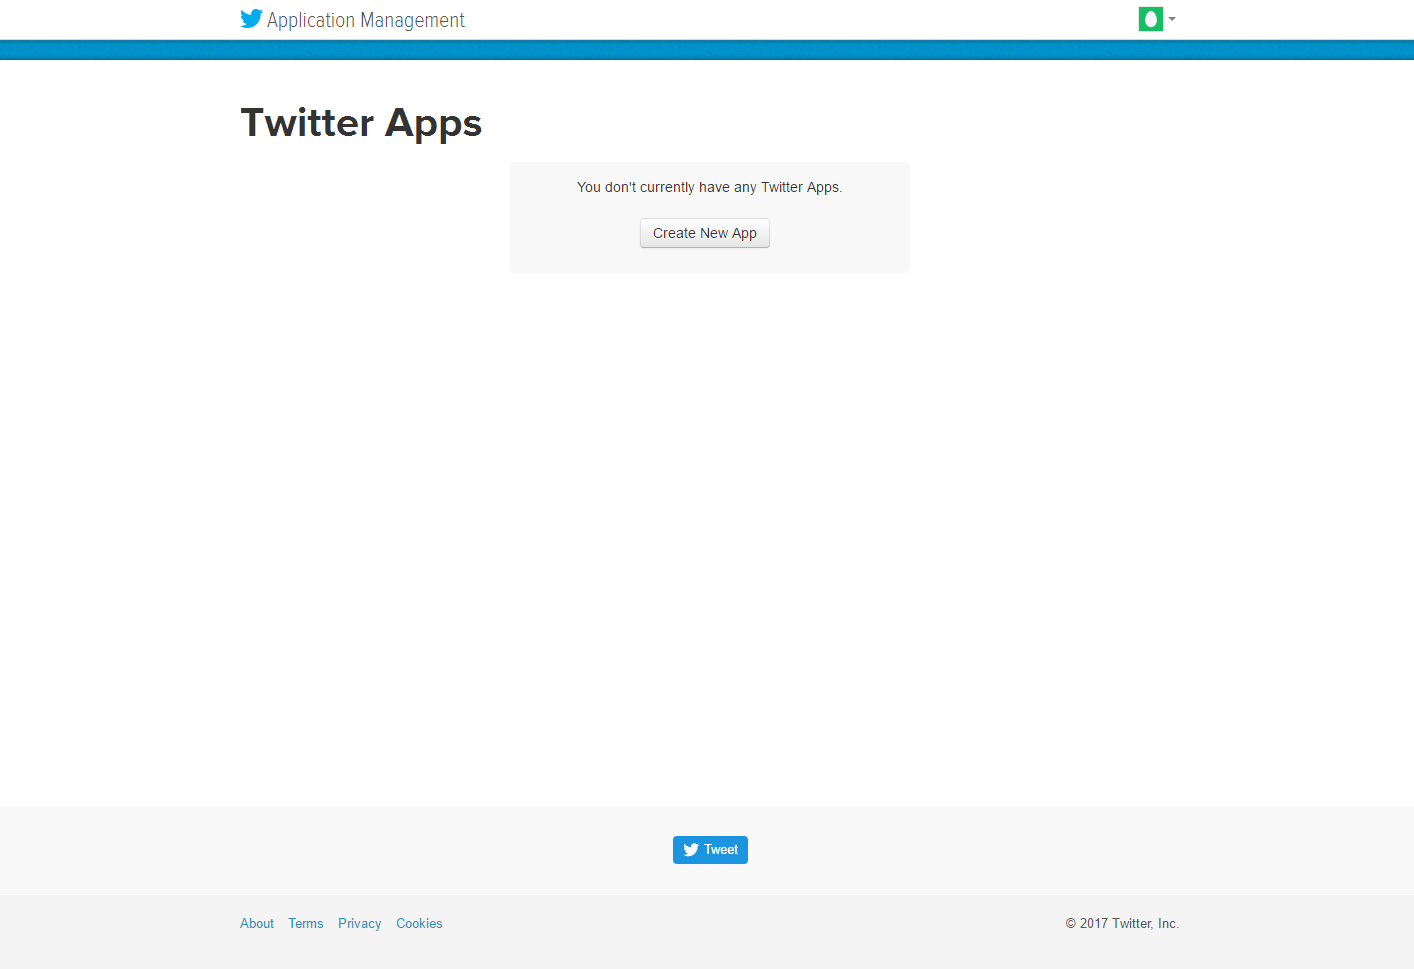 Application Management
Twitter Apps
You don't currently have any Twitter Apps.
Create New App
Tweet
About Terms Privacy Cookies
© 2017 Twitter, Inc.